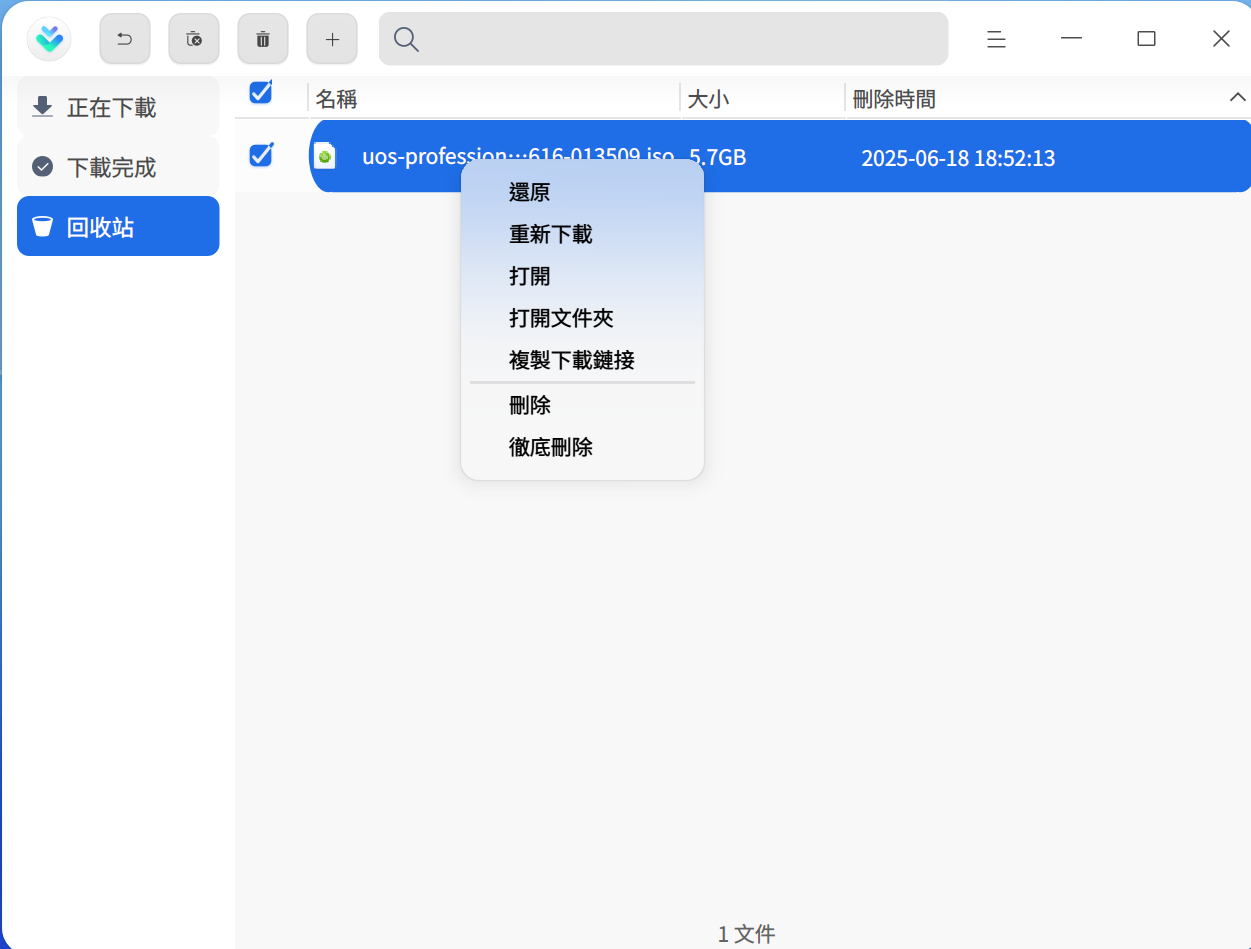 正在下載
下載完成
回收站
名稱 大小 刪除時間
uos-profession···616-013509.iso 5.7GB 2025-06-18 18:52:13
還原
重新下載
打開
打開文件夾
複製下載鏈接
刪除
徹底刪除
1 文件